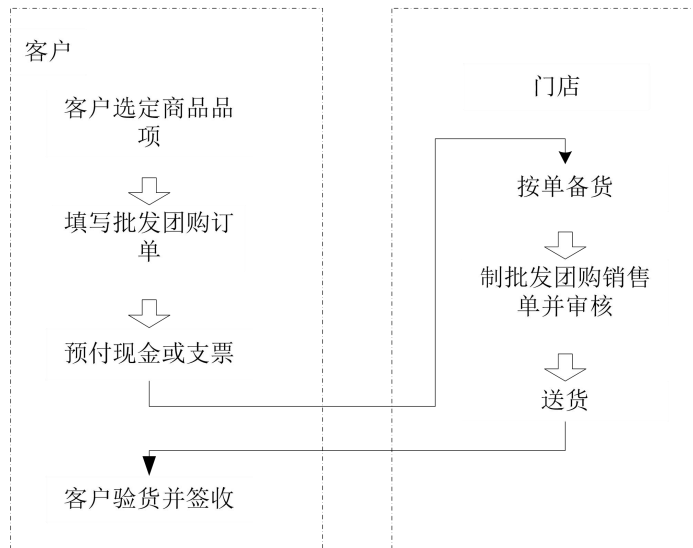 客户
客户选定商品品
项
填写批发团购订
单
预付现金或支票
门店
按单备货
制批发团购销售
单并审核
送货
客户验货并签收